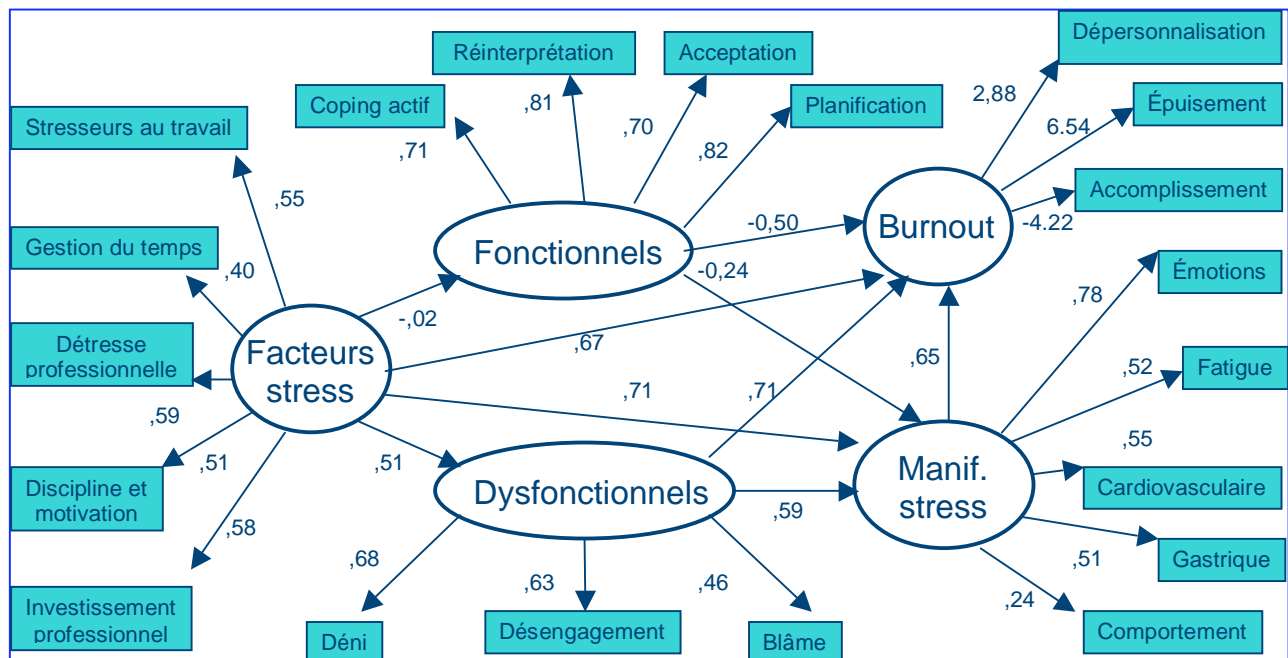 Dépersonnalisation
Réinterprétation
Acceptation
2,88
Épuisement
Coping actif
,81
Planification
6.54
Stresseurs au travail
,71
,70
,82
Accomplissement
,55
-0,50
Burnout
-4.22
Gestion du temps
Fonctionnels
,40
-0,24
Émotions
-,02
,78
Détresse
professionnelle
Facteurs
stress
,67
,65
,52
Fatigue
,59
,71
,71
,55
,51
,51
Manif.
stress
Cardiovasculaire
Discipline et
motivation
Dysfonctionnels
,59
,58
,51
Gastrique
,68
,63
,46
,24
Investissement
professionnel
Déni
Désengagement
Blâme
Comportement